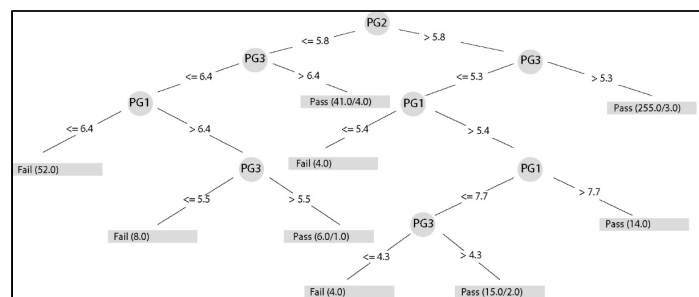 PG2
<= 5.8
> 5.8
PG3
PG3
<= 6.4
> 6.4
<= 5.3
> 5.3
PG1
Pass (41.0/4.0)
PG1
Pass (255.0/3.0)
<= 6.4
> 6.4
<= 5.4
> 5.4
Fail (52.0)
PG3
Fail (4.0)
PG1
<= 5.5
> 5.5
<= 7.7
> 7.7
Fail (8.0)
Pass (6.0/1.0)
PG3
Pass (14.0)
<= 4.3
> 4.3
Fail (4.0)
Pass (15.0/2.0)